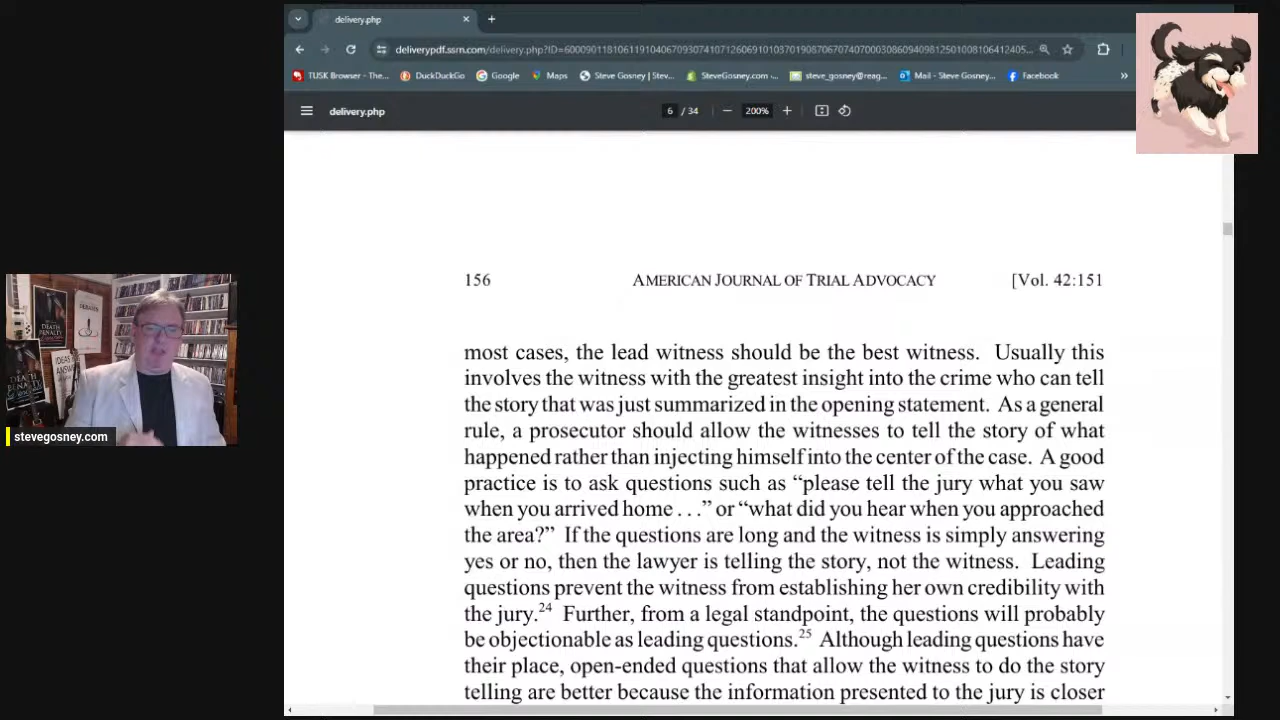 delivery.php
deliverypdf.ssrn.com/delivery.php?ID=60009011810611910406709307410712606910103701908706707407000308609409812501008106412405...
TUSK Browser - The...
DuckDuckGo
Google
Maps
Steve Gosney | Stev...
SteveGosney.com -...
steve_gosney@reag...
Mail - Steve Gosney...
Facebook
»
delivery.php
6 / 34
200%
156
AMERICAN JOURNAL OF TRIAL ADVOCACY
[Vol. 42:151
most cases, the lead witness should be the best witness. Usually this
involves the witness with the greatest insight into the crime who can tell
the story that was just summarized in the opening statement. As a general
rule, a prosecutor should allow the witnesses to tell the story of what
happened rather than injecting himself into the center of the case. A good
practice is to ask questions such as “please tell the jury what you saw
when you arrived home . . .” or “what did you hear when you approached
the area?” If the questions are long and the witness is simply answering
yes or no, then the lawyer is telling the story, not the witness. Leading
questions prevent the witness from establishing her own credibility with
the jury.24 Further, from a legal standpoint, the questions will probably
be objectionable as leading questions.25 Although leading questions have
their place, open-ended questions that allow the witness to do the story
telling are better because the information presented to the jury is closer
DEATH
PENALTY
DEATH
PENALTY
IDEAS
stevegosney.com